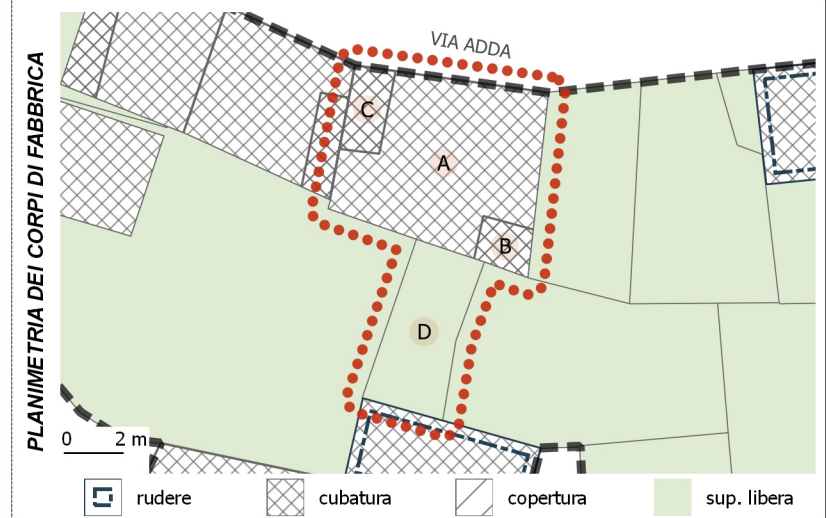 PLANIMETRIA DEI CORPI DI FABBRICA
VIA ADDA
C
A
B
D
0 2 m
rudere cubatura copertura sup. libera